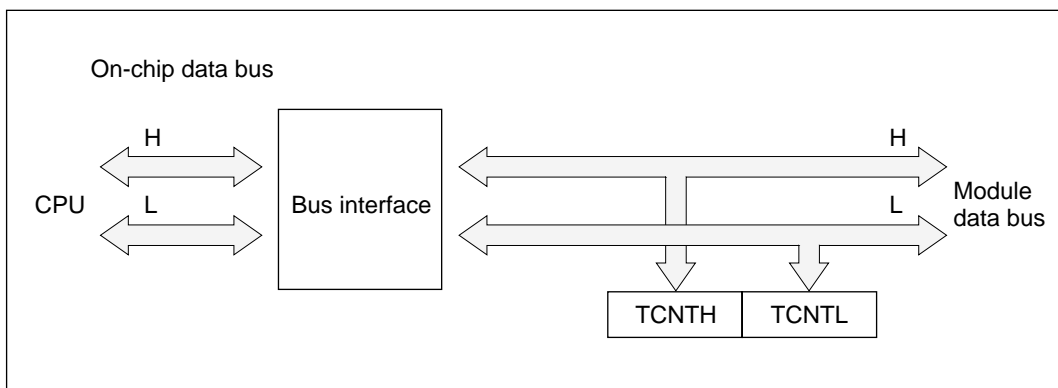 On-chip data bus
H
H
CPU
L
Bus interface
L
Module
data bus
TCNTH
TCNTL